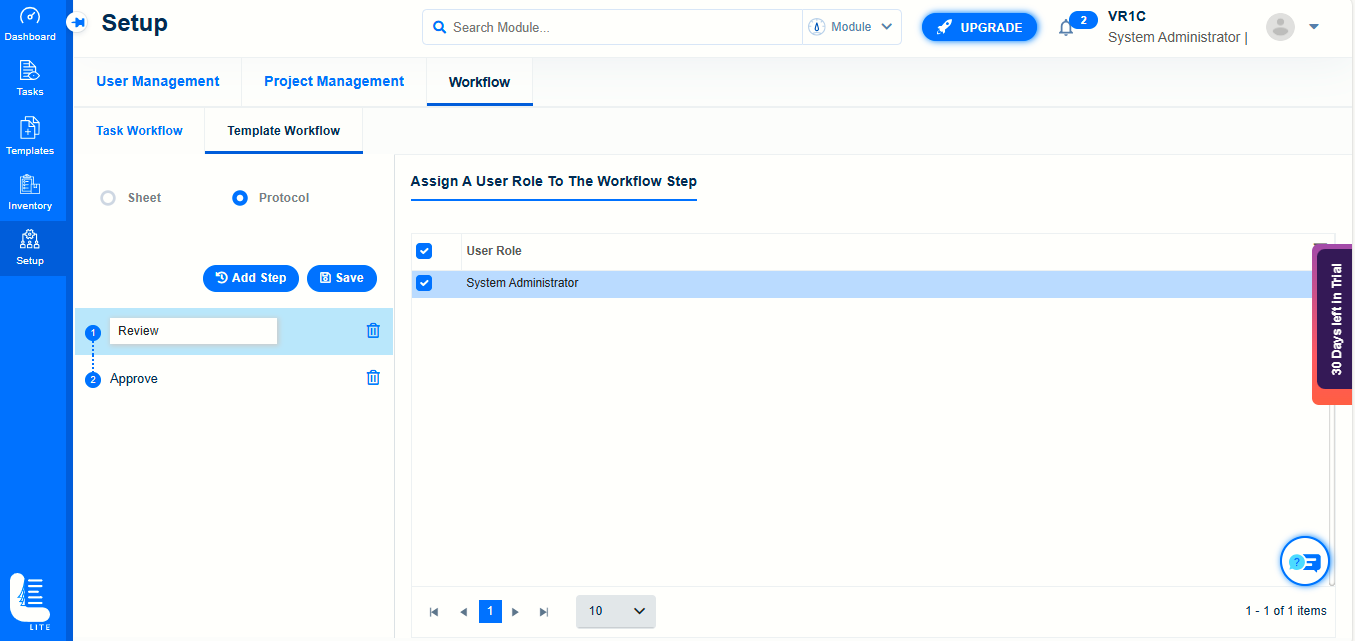 Dashboard
Tasks
Templates
Inventory
Setup
LITE
Setup
Search Module...
Module
UPGRADE
2
VR1C
System Administrator |
User Management
Project Management
Workflow
Task Workflow
Template Workflow
Sheet
Protocol
Add Step
Save
1
Review
2
Approve
Assign A User Role To The Workflow Step
User Role
System Administrator
30 Days left in Trial
?
1
10
1 - 1 of 1 items